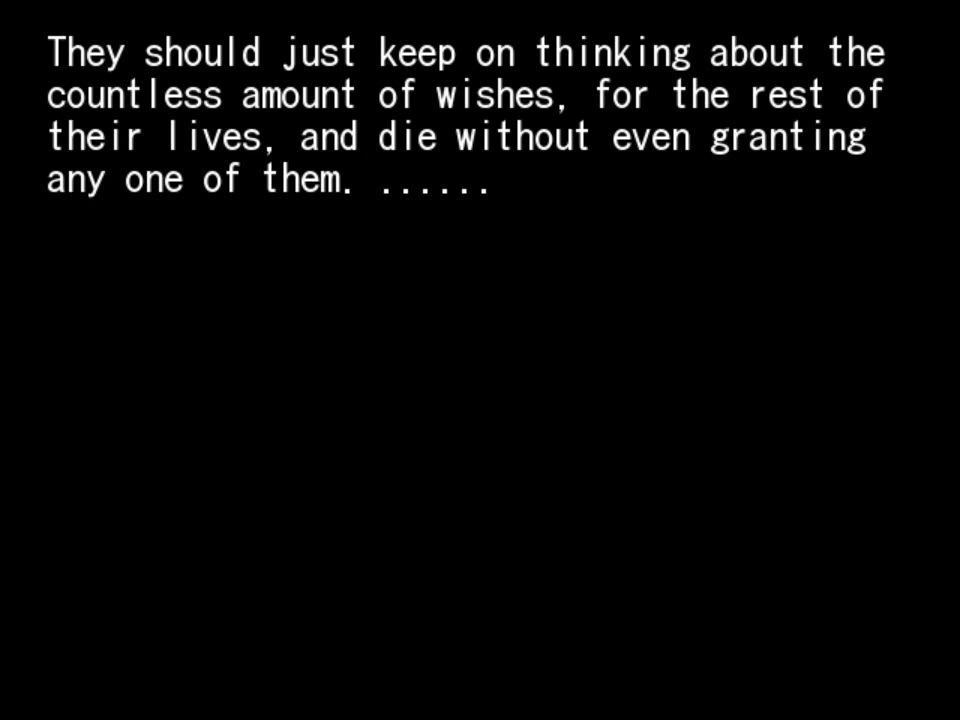 They should just keep on thinking about the
countless amount of wishes, for the rest of
their lives, and die without even granting
any one of them. ......